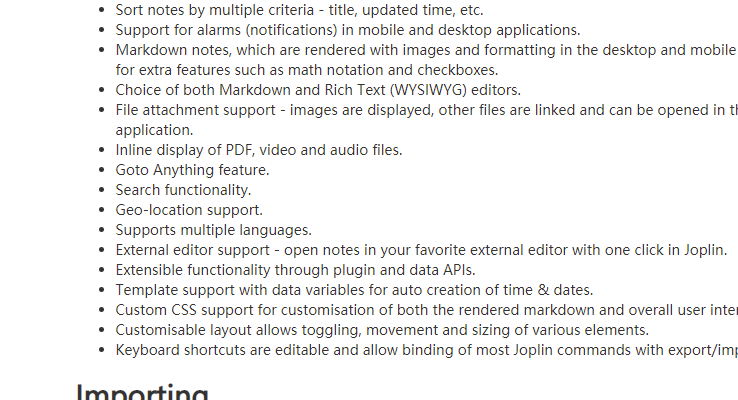 Sort notes by multiple criteria - title, updated time, etc.
Support for alarms (notifications) in mobile and desktop applications.
Markdown notes, which are rendered with images and formatting in the desktop and mobile
for extra features such as math notation and checkboxes.
Choice of both Markdown and Rich Text (WYSIWYG) editors.
File attachment support - images are displayed, other files are linked and can be opened in
application.
Inline display of PDF, video and audio files.
Goto Anything feature.
Search functionality.
Geo-location support.
Supports multiple languages.
External editor support - open notes in your favorite external editor with one click in Joplin.
Extensible functionality through plugin and data APIs.
Template support with data variables for auto creation of time & dates.
Custom CSS support for customisation of both the rendered markdown and overall user
Customisable layout allows toggling, movement and sizing of various elements.
Keyboard shortcuts are editable and allow binding of most Joplin commands with
Importing